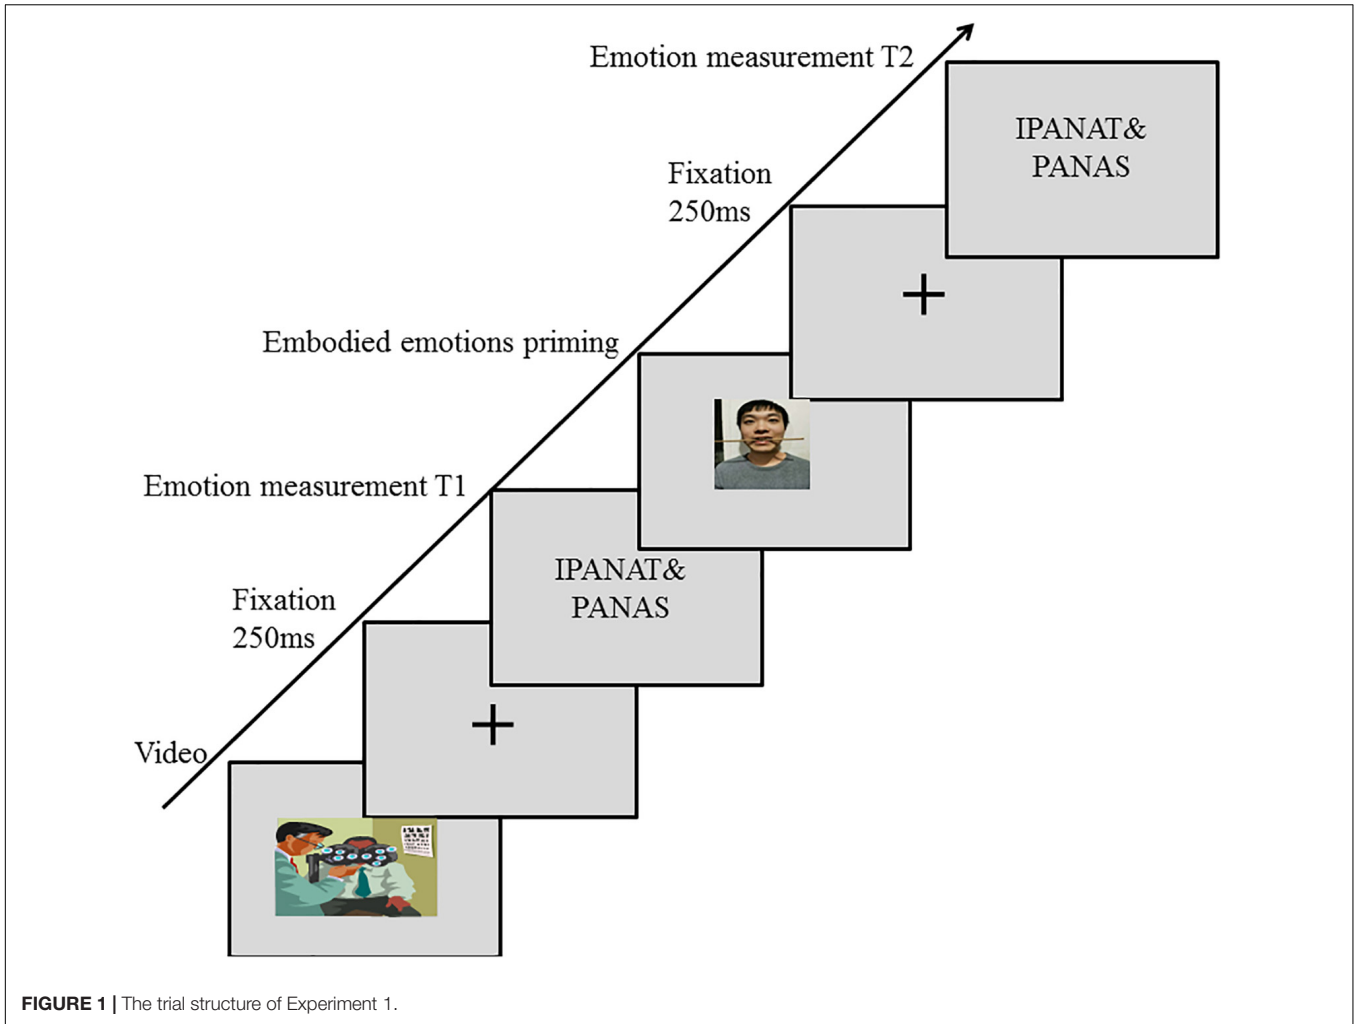 Emotion measurement T2
IPANAT&
PANAS
Fixation
250ms
Embodied emotions priming
Emotion measurement T1
IPANAT&
PANAS
Fixation
250ms
Video
FIGURE 1 | The trial structure of Experiment 1.